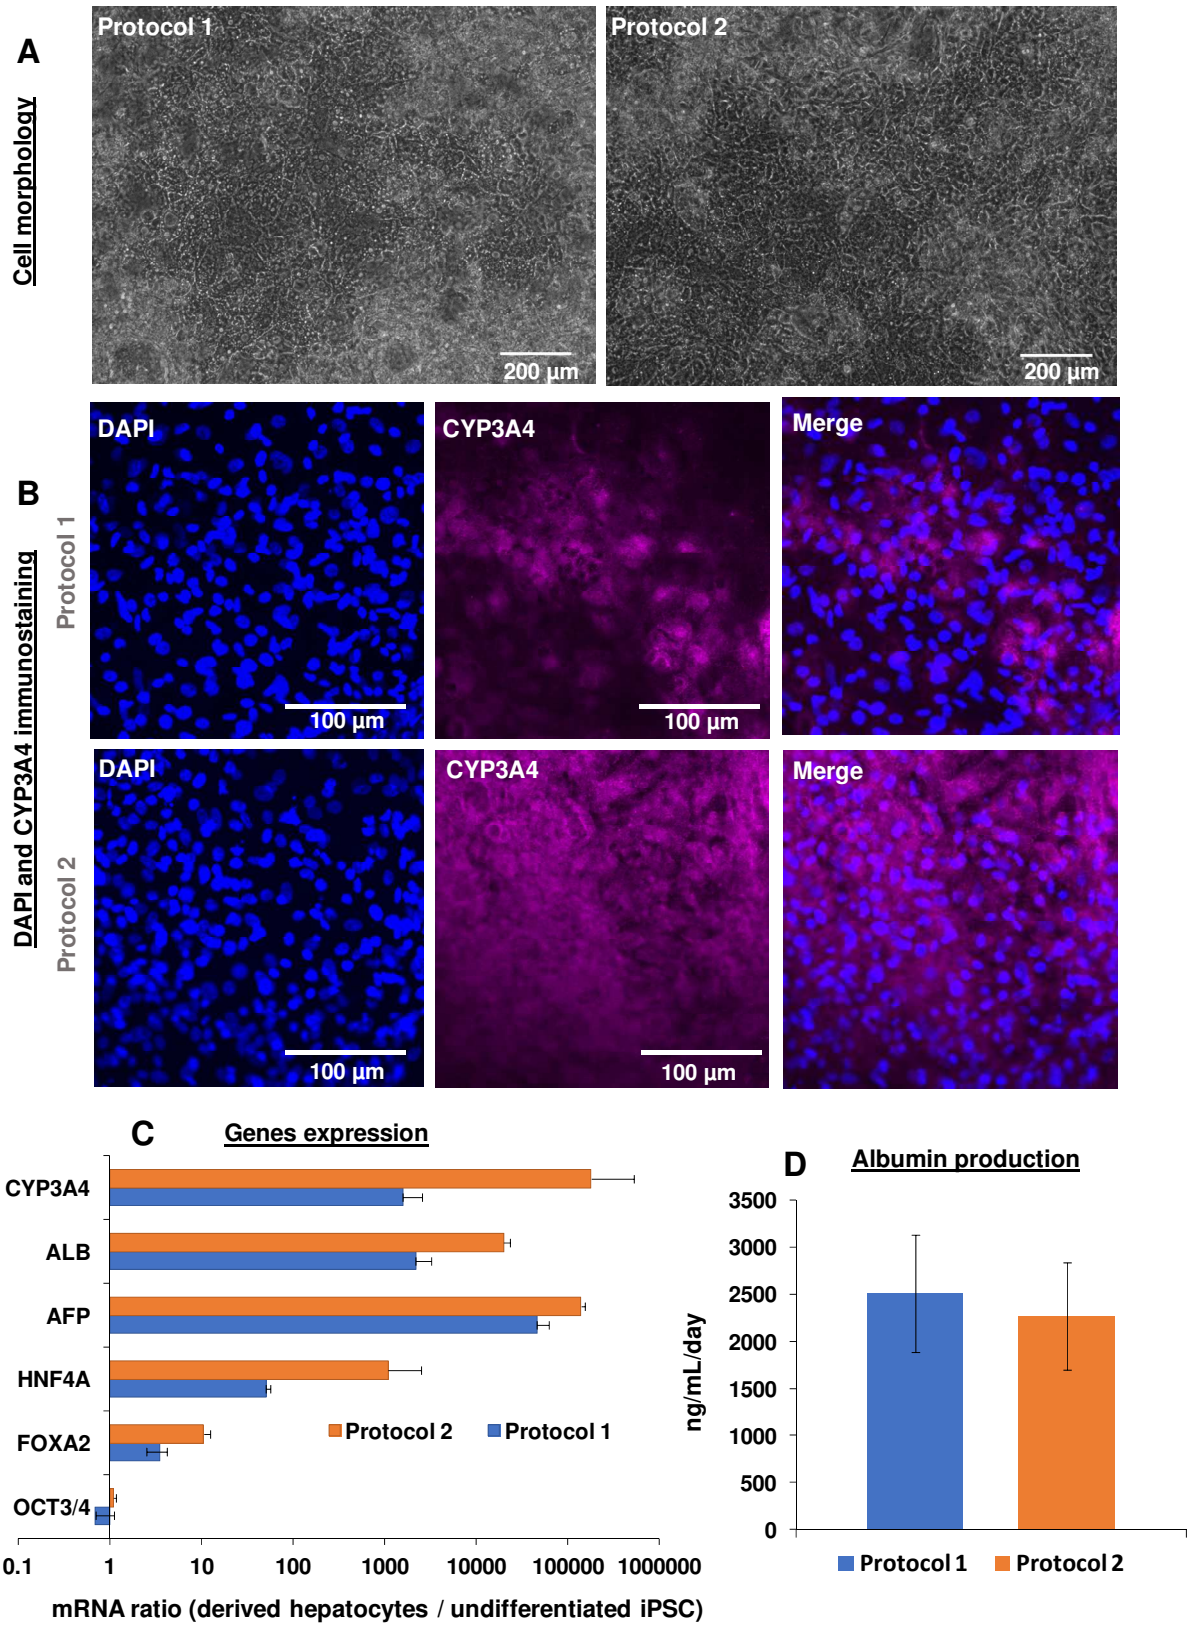 A
Cell morphology
Protocol 1
200 µm
Protocol 2
200 µm
B
DAPI and CYP3A4 immunostaining
Protocol 1
DAPI
100 µm
CYP3A4
100 µm
Merge
Protocol 2
DAPI
100 µm
CYP3A4
100 µm
Merge
C
Genes expression
CYP3A4
ALB
AFP
HNF4A
FOXA2
OCT3/4
Protocol 2
Protocol 1
0.1 1 10 100 1000 10000 100000 1000000
mRNA ratio (derived hepatocytes / undifferentiated iPSC)
D
Albumin production
ng/mL/day
3500
3000
2500
2000
1500
1000
500
0
Protocol 1
Protocol 2